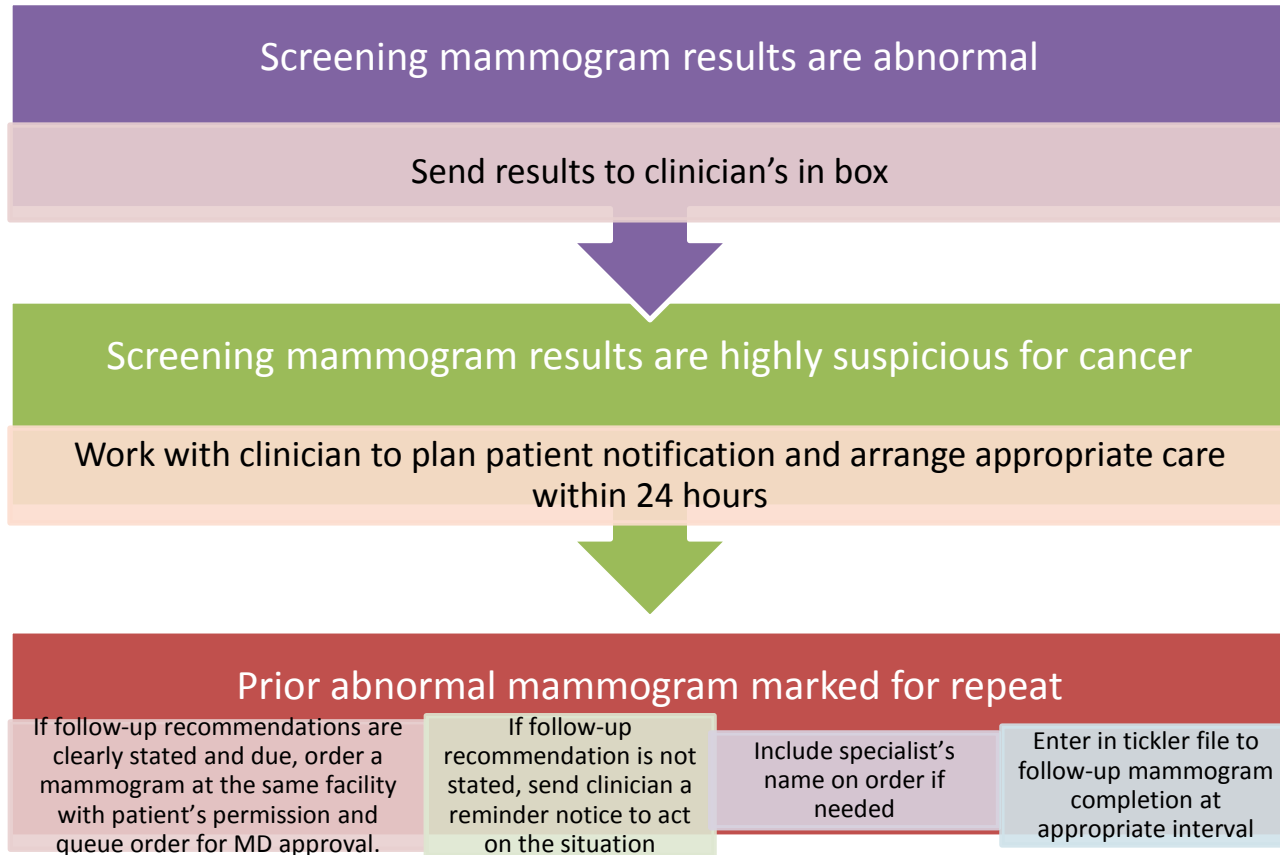 Screening mammogram results are abnormal
Send results to clinician’s in box
Screening mammogram results are highly suspicious for cancer
Work with clinician to plan patient notification and arrange appropriate care
within 24 hours
Prior abnormal mammogram marked for repeat
If follow-up recommendations are
clearly stated and due, order a
mammogram at the same facility
with patient’s permission and
queue order for MD approval.
If follow-up
recommendation is not
stated, send clinician a
reminder notice to act
on the situation
Include specialist’s
name on order if
needed
Enter in tickler file to
follow-up mammogram
completion at
appropriate interval